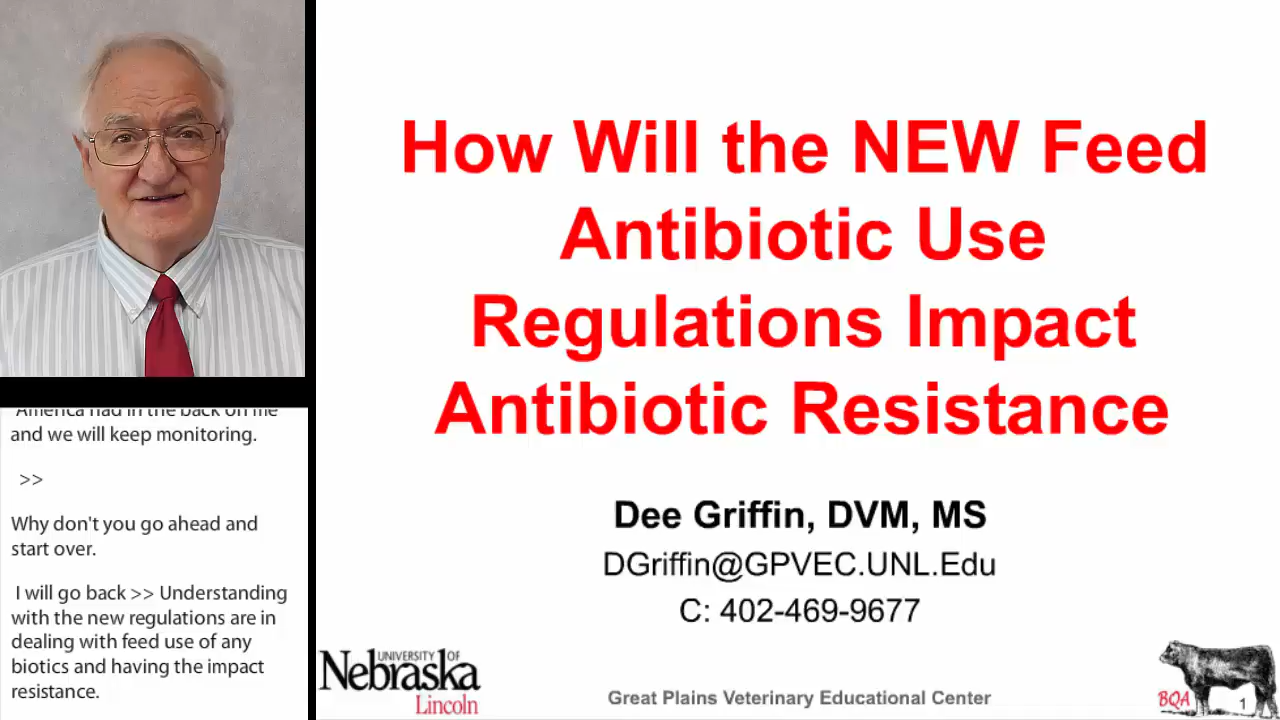 How Will the NEW Feed
Antibiotic Use
Regulations Impact
Antibiotic Resistance
Dee Griffin, DVM, MS
DGriffin@GPVEC.UNL.Edu
C: 402-469-9677
UNIVERSITY OF
Nebraska
Lincoln
Great Plains Veterinary Educational Center
BQA
1
America had in the back on me
and we will keep monitoring.
>>
Why don't you go ahead and
start over.
I will go back >> Understanding
with the new regulations are in
dealing with feed use of any
biotics and having the impact
resistance.